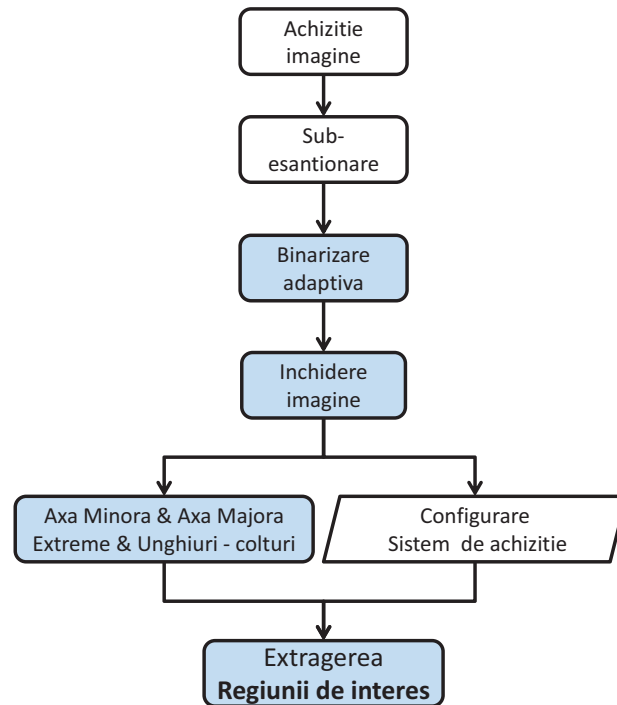 Achizitie
imagine
Sub-
esantionare
Binarizare
adaptiva
Inchidere
imagine
Axa Minora & Axa Majora
Extreme & Unghiuri - colturi
Configurare
Sistem de achizitie
Extragerea
Regiunii de interes